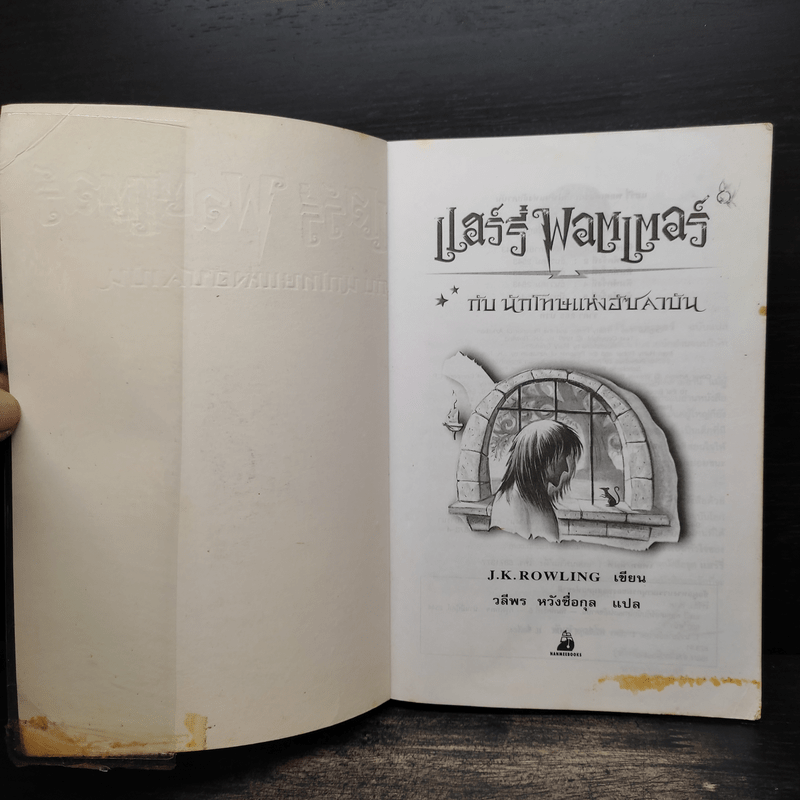 แฮร์รี่ พอตเตอร์
กับ นักโทษแห่งอัซคาบัน
J.K. ROWLING เขียน
วลีพร หวังซื่อกุล แปล
NANMEEBOOKS